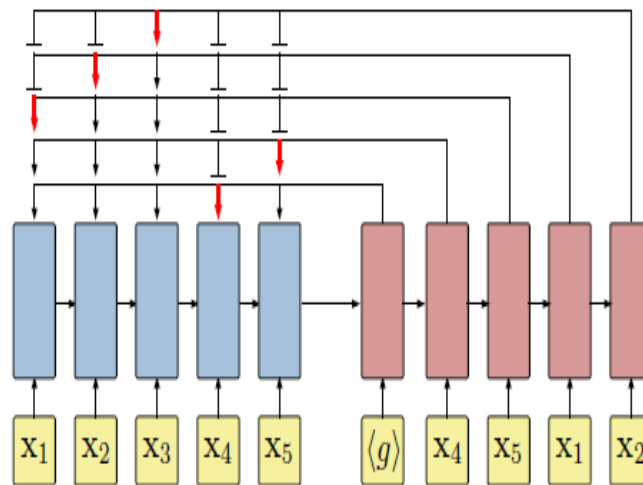 x₁ x₂ x₃ x₄ x₅ ⟨g⟩ x₄ x₅ x₁ x₂